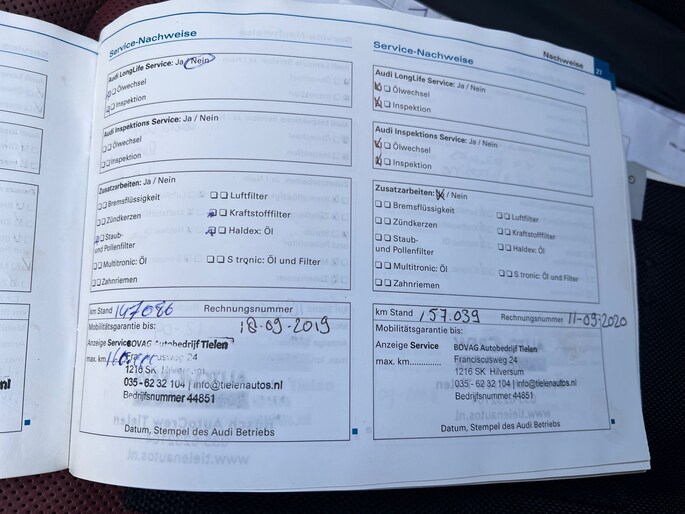 Service-Nachweise
Audi LongLife Service: Ja / Nein
Ölwechsel
Inspektion
Audi Inspektions Service: Ja / Nein
Ölwechsel
Inspektion
Zusatzarbeiten: Ja / Nein
Bremsflüssigkeit
Zündkerzen
Staub-
und Pollenfilter
Multitronic: Öl
Zahnriemen
Luftfilter
Kraftstofffilter
Haldex: Öl
S tronic: Öl und Filter
km Stand 147086 Rechnungsnummer
Mobilitätsgarantie bis: 18-09-2019
Anzeige Service BOVAG Autobedrijf Tielen
max. km Franciscusweg 24
1216 SK Hilversum
035 - 62 32 104 | info@tielenautos.nl
Bedrijfsnummer 44851
Datum, Stempel des Audi Betriebs
Service-Nachweise
Nachweise
27
Audi LongLife Service: Ja / Nein
Ölwechsel
Inspektion
Audi Inspektions Service: Ja / Nein
Ölwechsel
Inspektion
Zusatzarbeiten: Ja / Nein
Bremsflüssigkeit
Zündkerzen
Staub-
und Pollenfilter
Multitronic: Öl
Zahnriemen
Luftfilter
Kraftstofffilter
Haldex: Öl
S tronic: Öl und Filter
km Stand 157.039 Rechnungsnummer 11-09-2020
Mobilitätsgarantie bis:
Anzeige Service BOVAG Autobedrijf Tielen
max. km............. Franciscusweg 24
1216 SK Hilversum
035 - 62 32 104 | info@tielenautos.nl
Bedrijfsnummer 44851
Datum, Stempel des Audi Betriebs